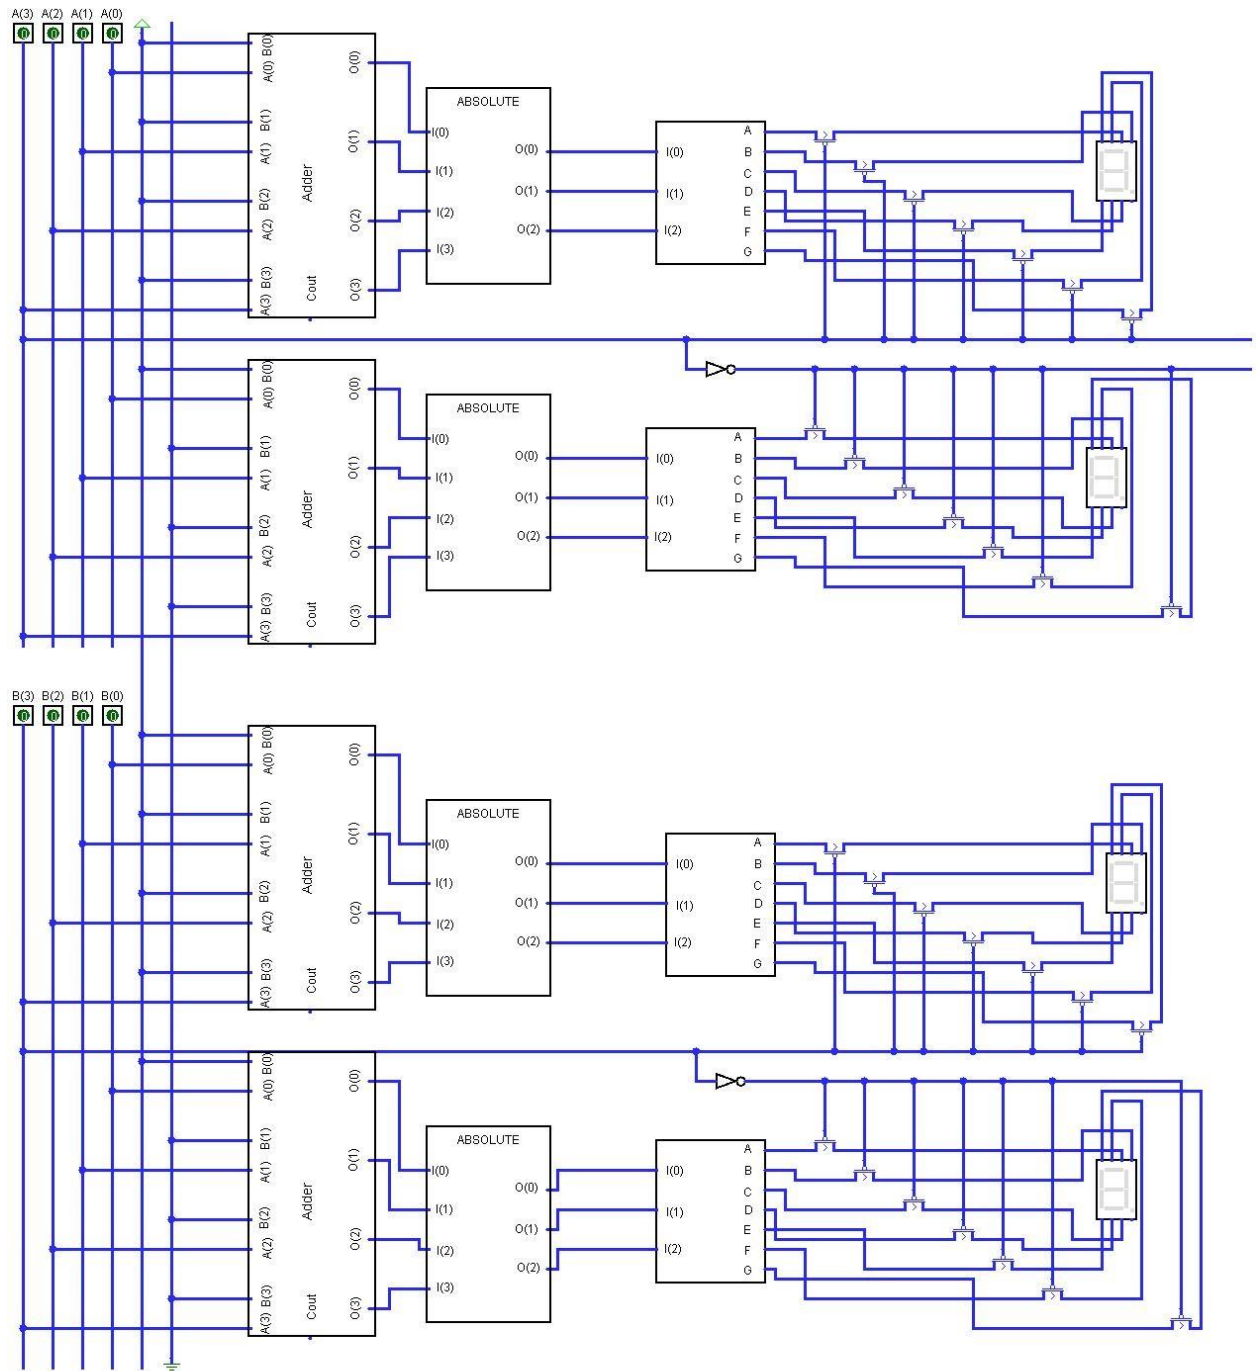 A(3) A(2) A(1) A(0)
B(0)
A(0)
B(1)
A(1)
B(2)
A(2)
B(3)
A(3)
Adder
Cout
O(0)
O(1)
O(2)
O(3)
ABSOLUTE
I(0)
I(1)
I(2)
I(3)
O(0)
O(1)
O(2)
I(0)
I(1)
I(2)
A
B
C
D
E
F
G
B(0)
A(0)
B(1)
A(1)
B(2)
A(2)
B(3)
A(3)
Adder
Cout
O(0)
O(1)
O(2)
O(3)
ABSOLUTE
I(0)
I(1)
I(2)
I(3)
O(0)
O(1)
O(2)
I(0)
I(1)
I(2)
A
B
C
D
E
F
G
B(3) B(2) B(1) B(0)
B(0)
A(0)
B(1)
A(1)
B(2)
A(2)
B(3)
A(3)
Adder
Cout
O(0)
O(1)
O(2)
O(3)
ABSOLUTE
I(0)
I(1)
I(2)
I(3)
O(0)
O(1)
O(2)
I(0)
I(1)
I(2)
A
B
C
D
E
F
G
B(0)
A(0)
B(1)
A(1)
B(2)
A(2)
B(3)
A(3)
Adder
Cout
O(0)
O(1)
O(2)
O(3)
ABSOLUTE
I(0)
I(1)
I(2)
I(3)
O(0)
O(1)
O(2)
I(0)
I(1)
I(2)
A
B
C
D
E
F
G